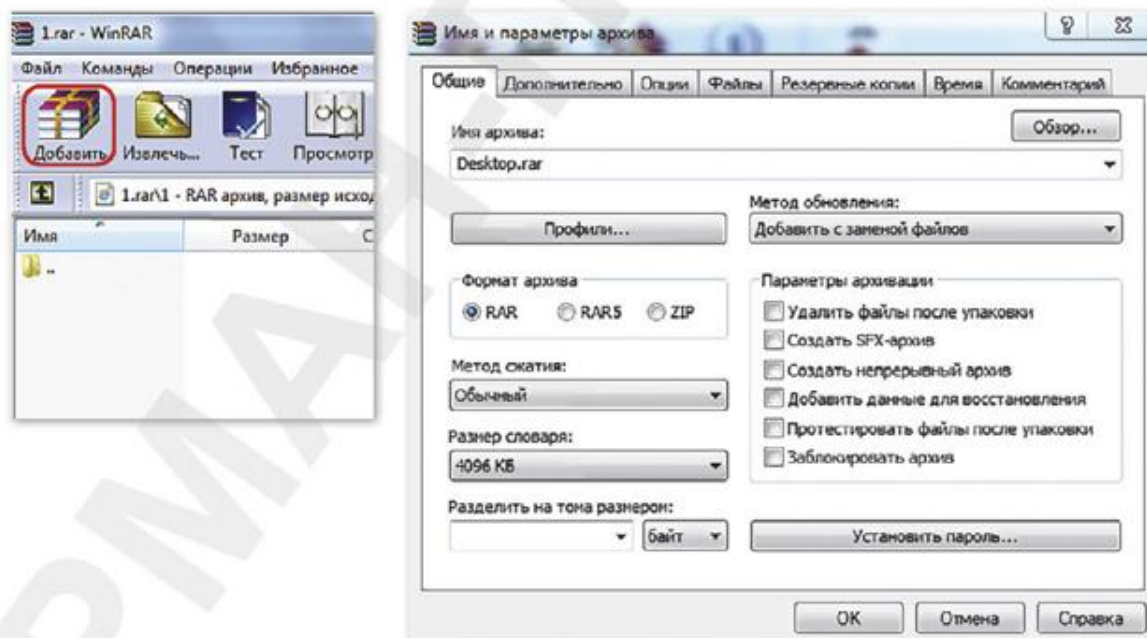 1.rar - WinRAR
Файл Команды Операции Избранное
Добавить Извлечь... Тест Просмотр
1.rar\1 - RAR архив, размер исход
Имя Размер С
..
Имя и параметры архива
Общие Дополнительно Опции Файлы Резервные копии Время Комментарий
Имя архива:
Обзор...
Desktop.rar
Профили...
Метод обновления:
Добавить с заменой файлов
Формат архива
RAR RAR5 ZIP
Метод сжатия:
Обычный
Размер словаря:
4096 КБ
Разделить на тома размером:
байт
Параметры архивации
Удалить файлы после упаковки
Создать SFX-архив
Создать непрерывный архив
Добавить данные для восстановления
Протестировать файлы после упаковки
Заблокировать архив
Установить пароль...
ОК Отмена Справка